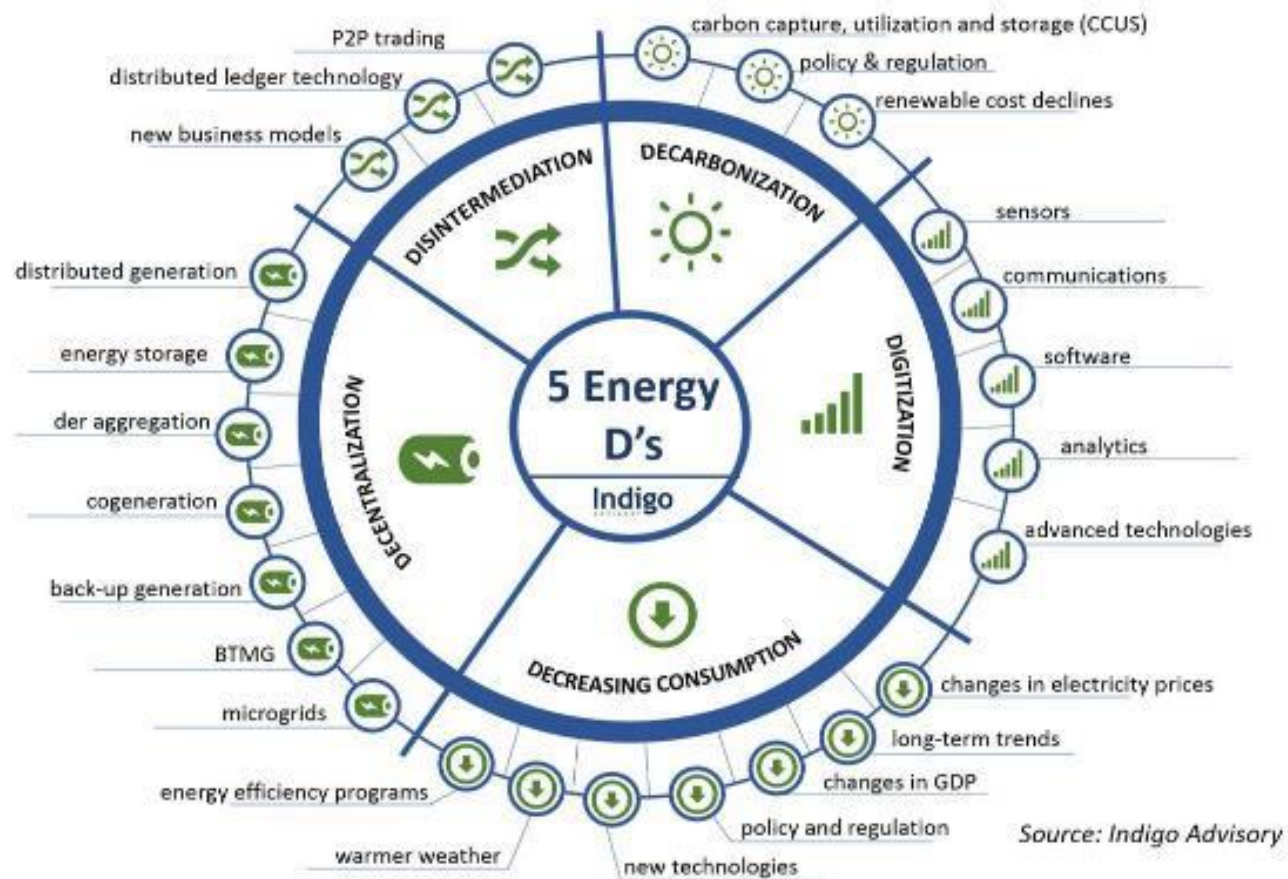 P2P trading
distributed ledger technology
new business models
carbon capture, utilization and storage (CCUS)
policy & regulation
renewable cost declines
DISINTERMEDIATION
DECARBONIZATION
sensors
communications
software
analytics
advanced technologies
DIGITIZATION
distributed generation
energy storage
der aggregation
cogeneration
back-up generation
BTMG
microgrids
DECENTRALIZATION
5 Energy
D's
Indigo
DECREASING CONSUMPTION
changes in electricity prices
long-term trends
changes in GDP
policy and regulation
new technologies
warmer weather
energy efficiency programs
Source: Indigo Advisory